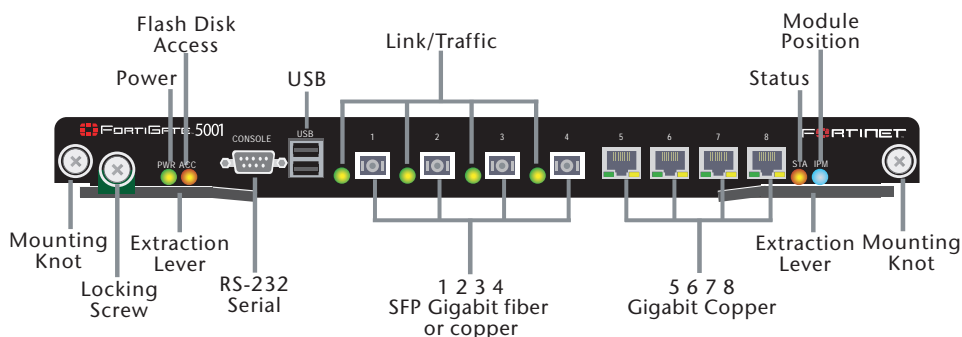 Flash Disk
Access
Power
USB
Link/Traffic
Module
Position
Status
FORTIGATE 5001
CONSOLE
USB
1
2
3
4
5
6
7
8
FORTINET
PWR ACC
STA IPM
Mounting
Knot
Locking
Screw
Extraction
Lever
RS-232
Serial
1 2 3 4
SFP Gigabit fiber
or copper
5 6 7 8
Gigabit Copper
Extraction
Lever
Mounting
Knot